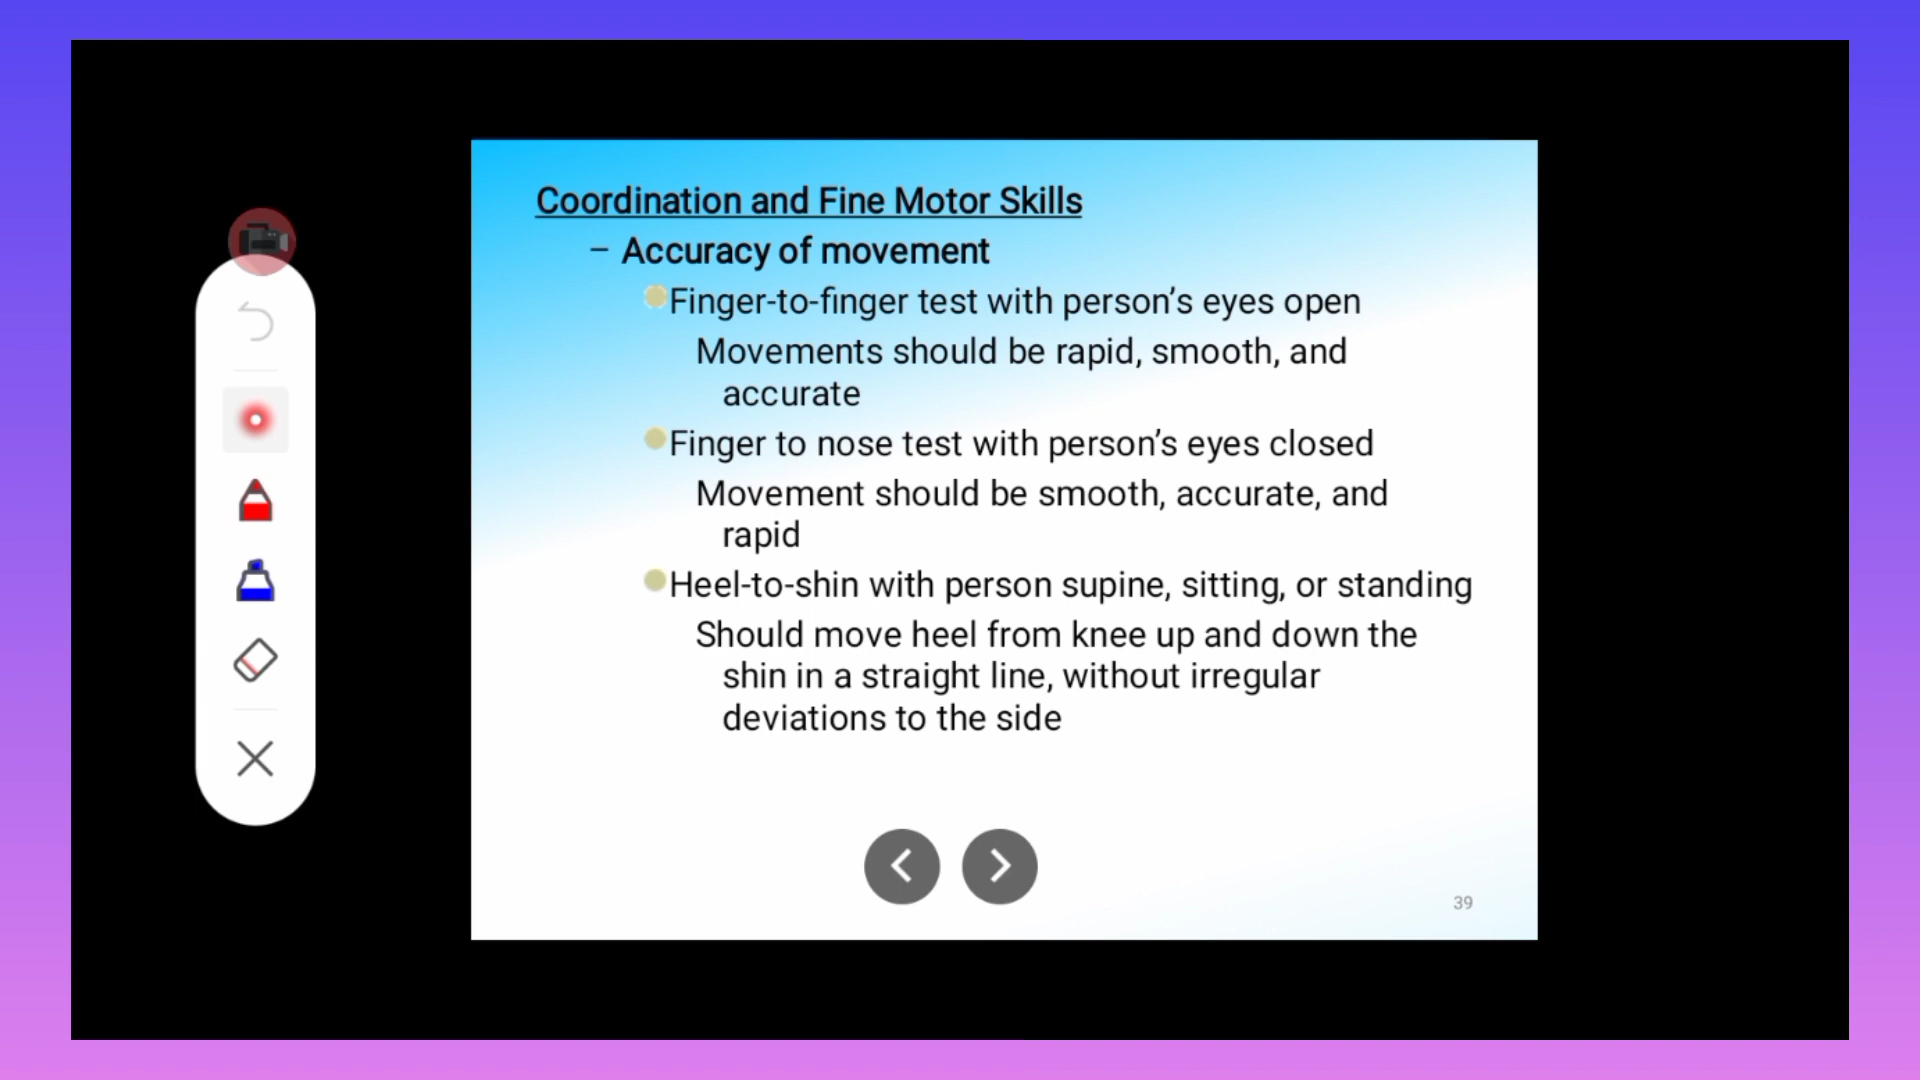 Coordination and Fine Motor Skills
– Accuracy of movement
Finger-to-finger test with person’s eyes open
Movements should be rapid, smooth, and
accurate
Finger to nose test with person’s eyes closed
Movement should be smooth, accurate, and
rapid
Heel-to-shin with person supine, sitting, or standing
Should move heel from knee up and down the
shin in a straight line, without irregular
deviations to the side
39